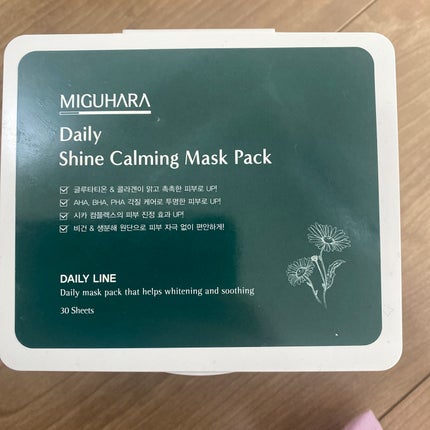 MIGUHARA
Daily
Shine Calming Mask Pack
글루타티온 & 콜라겐이 맑고 촉촉한 피부로 UP!
AHA, BHA, PHA 각질 케어로 투명한 피부로 UP!
시카 컴플렉스의 피부 진정 효과 UP!
비건 & 생분해 원단으로 피부 자극 없이 편안하게!
DAILY LINE
Daily mask pack that helps whitening and soothing
30 Sheets